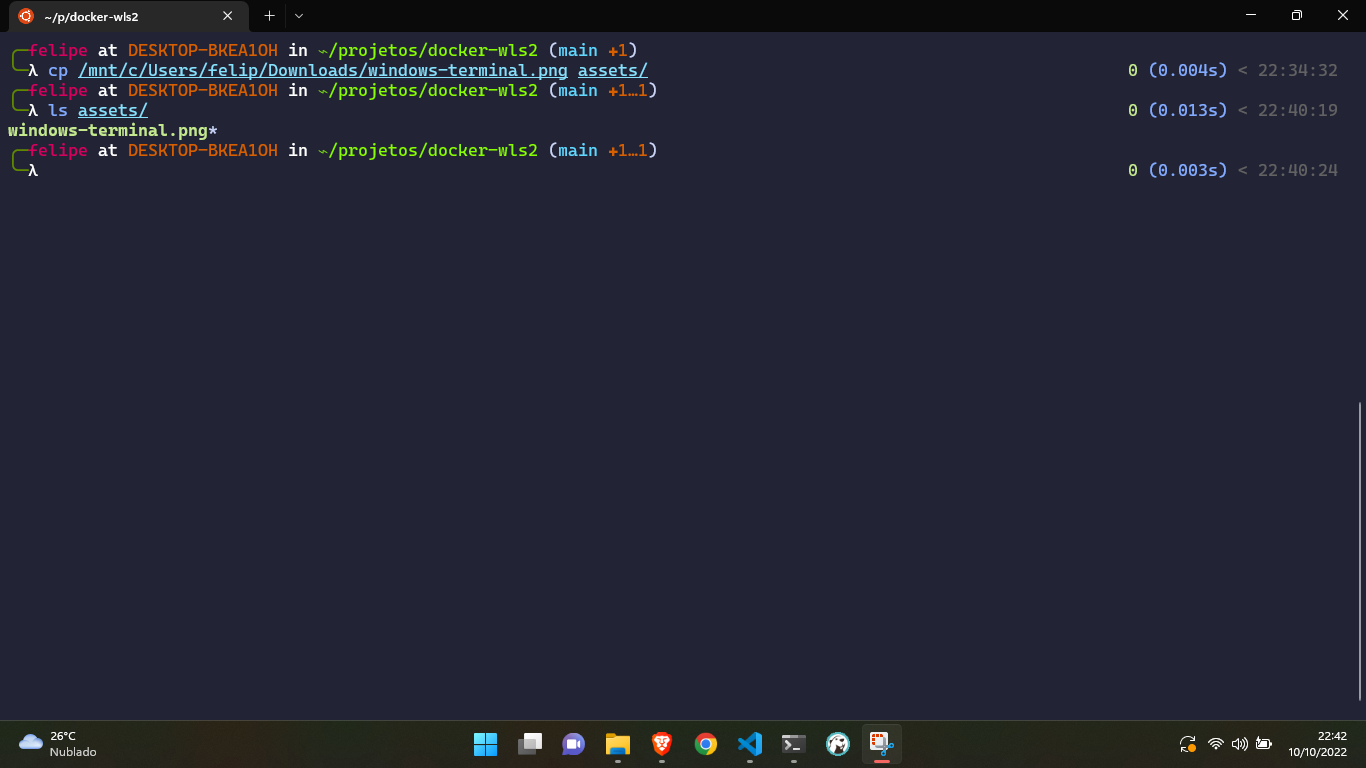 ~/p/docker-wls2
felipe at DESKTOP-BKEA1OH in ~/projetos/docker-wls2 (main +1)
λ cp /mnt/c/Users/felip/Downloads/windows-terminal.png assets/ 0 (0.004s) < 22:34:32
felipe at DESKTOP-BKEA1OH in ~/projetos/docker-wls2 (main +1…1)
λ ls assets/ 0 (0.013s) < 22:40:19
windows-terminal.png*
felipe at DESKTOP-BKEA1OH in ~/projetos/docker-wls2 (main +1…1)
λ 0 (0.003s) < 22:40:24
26°C
Nublado
22:42
10/10/2022